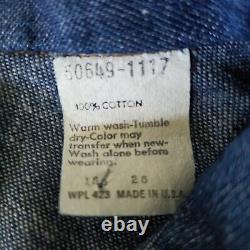 60649-1117
100% COTTON
Warm wash-Tumble
dry-Color may
transfer when new-
Wash alone before
wearing.
26
WPL 423 MADE IN U.S.A.